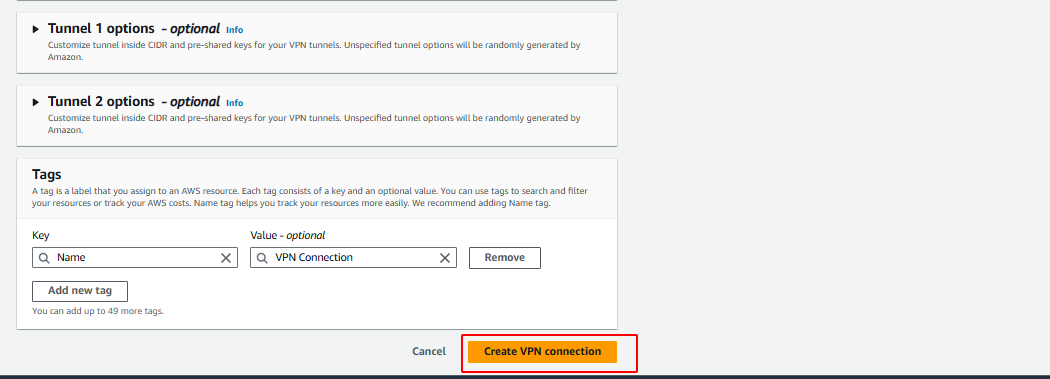 Tunnel 1 options - optional Info
Customize tunnel inside CIDR and pre-shared keys for your VPN tunnels. Unspecified tunnel options will be randomly generated by
Amazon.
Tunnel 2 options - optional Info
Customize tunnel inside CIDR and pre-shared keys for your VPN tunnels. Unspecified tunnel options will be randomly generated by
Amazon.
Tags
A tag is a label that you assign to an AWS resource. Each tag consists of a key and an optional value. You can use tags to search and filter
your resources or track your AWS costs. Name tag helps you track your resources more easily. We recommend adding Name tag.
Key Value - optional
Name VPN Connection Remove
Add new tag
You can add up to 49 more tags.
Cancel Create VPN connection